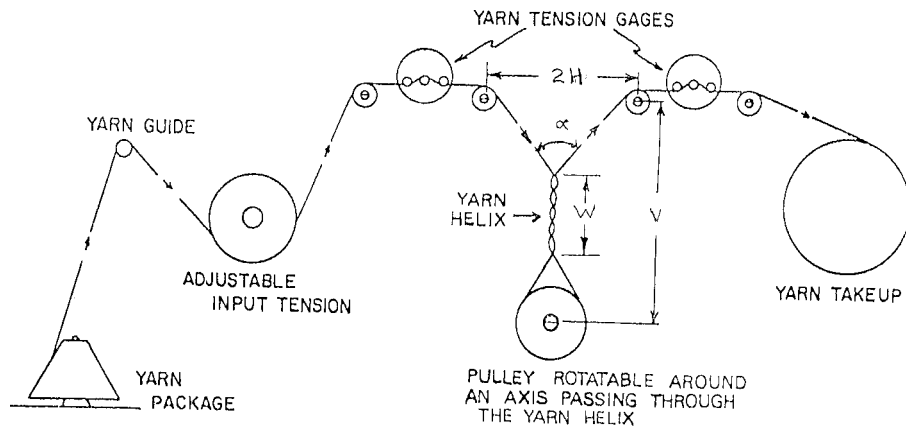 YARN TENSION GAGES
2H
YARN GUIDE
α
YARN
HELIX
W
V
ADJUSTABLE
INPUT TENSION
YARN TAKEUP
YARN
PACKAGE
PULLEY ROTATABLE AROUND
AN AXIS PASSING THROUGH
THE YARN HELIX